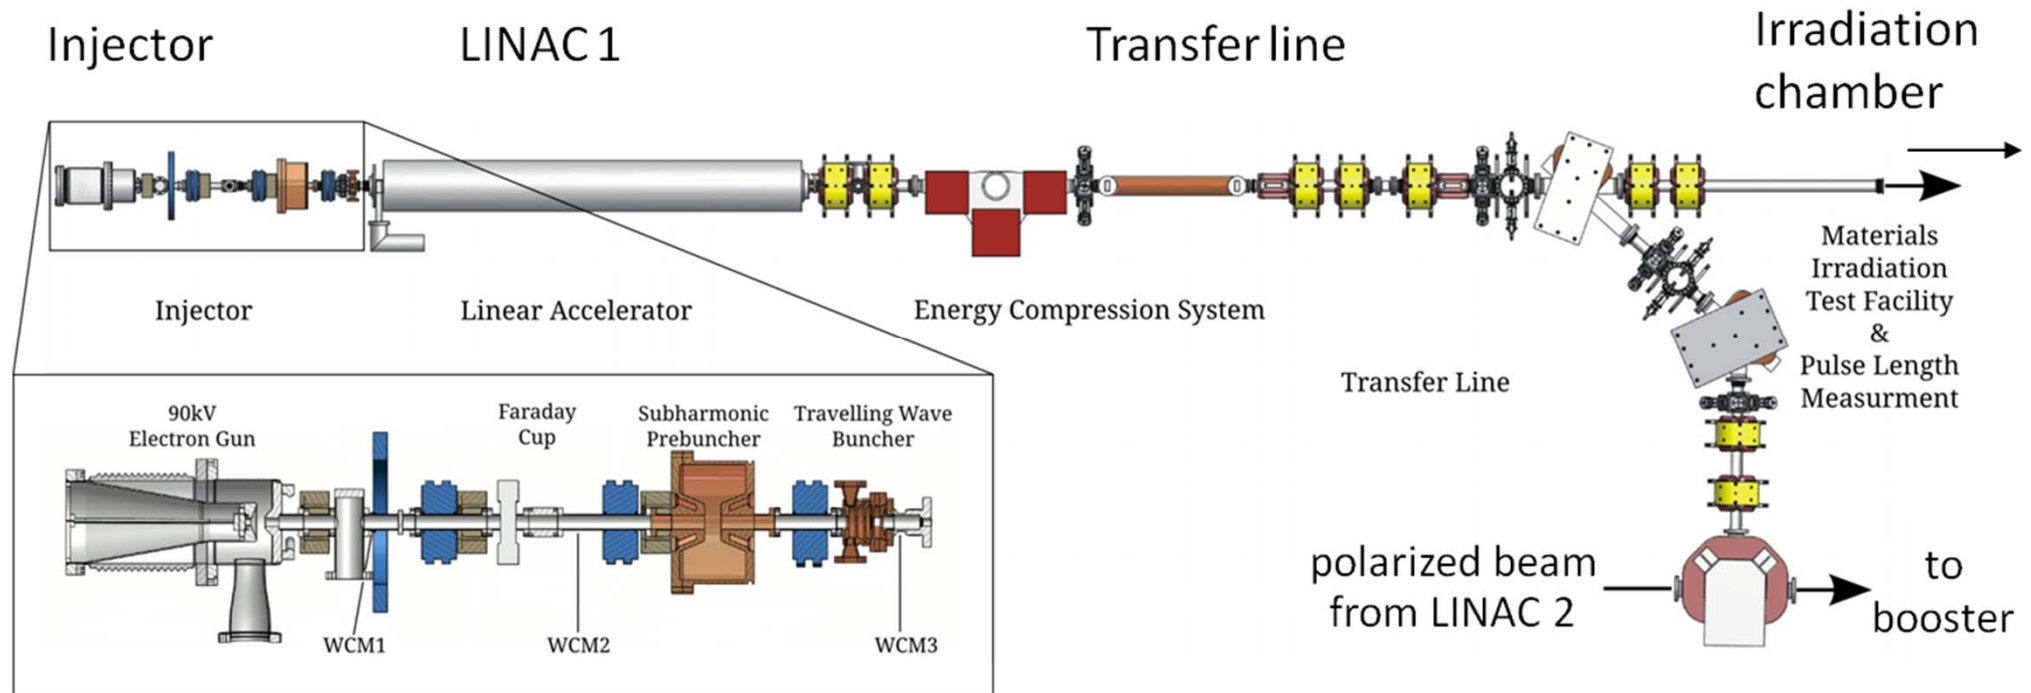 Injector
LINAC 1
Transfer line
Irradiation
chamber
Injector
Linear Accelerator
Energy Compression System
Transfer Line
Materials
Irradiation
Test Facility
&
Pulse Length
Measurment
90kV
Electron Gun
Faraday
Cup
Subharmonic
Prebuncher
Travelling Wave
Buncher
WCM1
WCM2
WCM3
polarized beam
from LINAC 2
to
booster